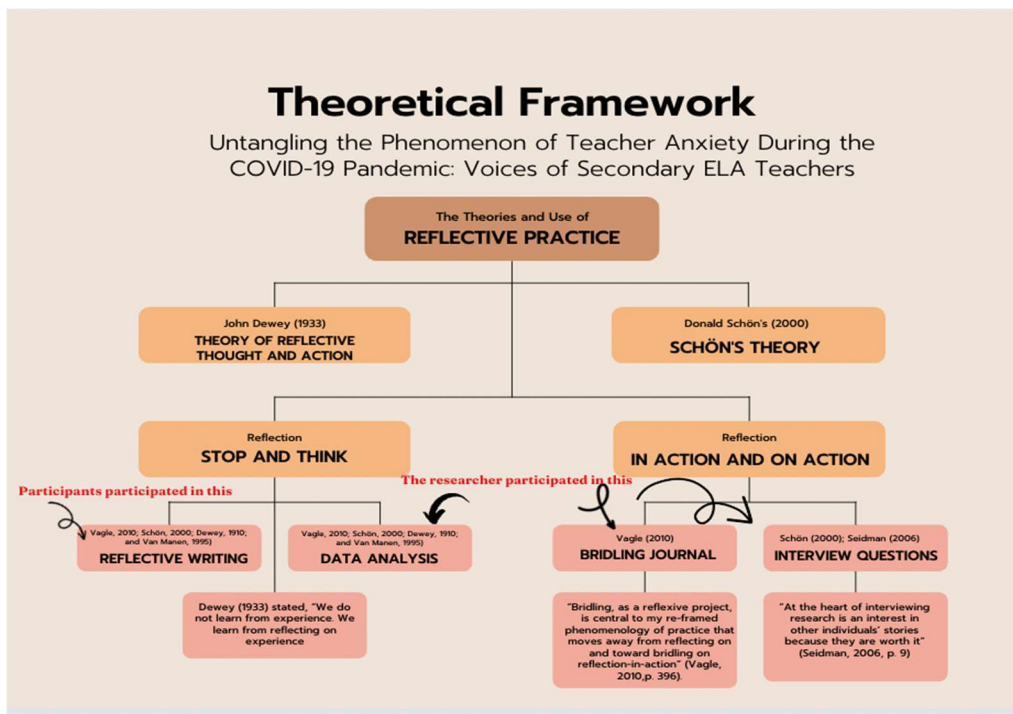 Theoretical Framework
Untangling the Phenomenon of Teacher Anxiety During the
COVID-19 Pandemic: Voices of Secondary ELA Teachers
The Theories and Use of
REFLECTIVE PRACTICE
John Dewey (1933)
THEORY OF REFLECTIVE
THOUGHT AND ACTION
Donald Schön's (2000)
SCHÖN'S THEORY
Reflection
STOP AND THINK
Reflection
IN ACTION AND ON ACTION
Participants participated in this
The researcher participated in this
Vagle, 2010; Schön, 2000; Dewey, 1910;
and Van Manen, 1995)
REFLECTIVE WRITING
Vagle, 2010; Schön, 2000; Dewey, 1910;
and Van Manen, 1995)
DATA ANALYSIS
Vagle (2010)
BRIDLING JOURNAL
Schön (2000); Seidman (2006)
INTERVIEW QUESTIONS
Dewey (1933) stated, "We do
not learn from experience. We
learn from reflecting on
experience
"Bridling, as a reflexive project,
is central to my re-framed
phenomenology of practice that
moves away from reflecting on
and toward bridling on
reflection-in-action" (Vagle,
2010,p. 396).
"At the heart of interviewing
research is an interest in
other individuals' stories
because they are worth it"
(Seidman, 2006, p. 9)